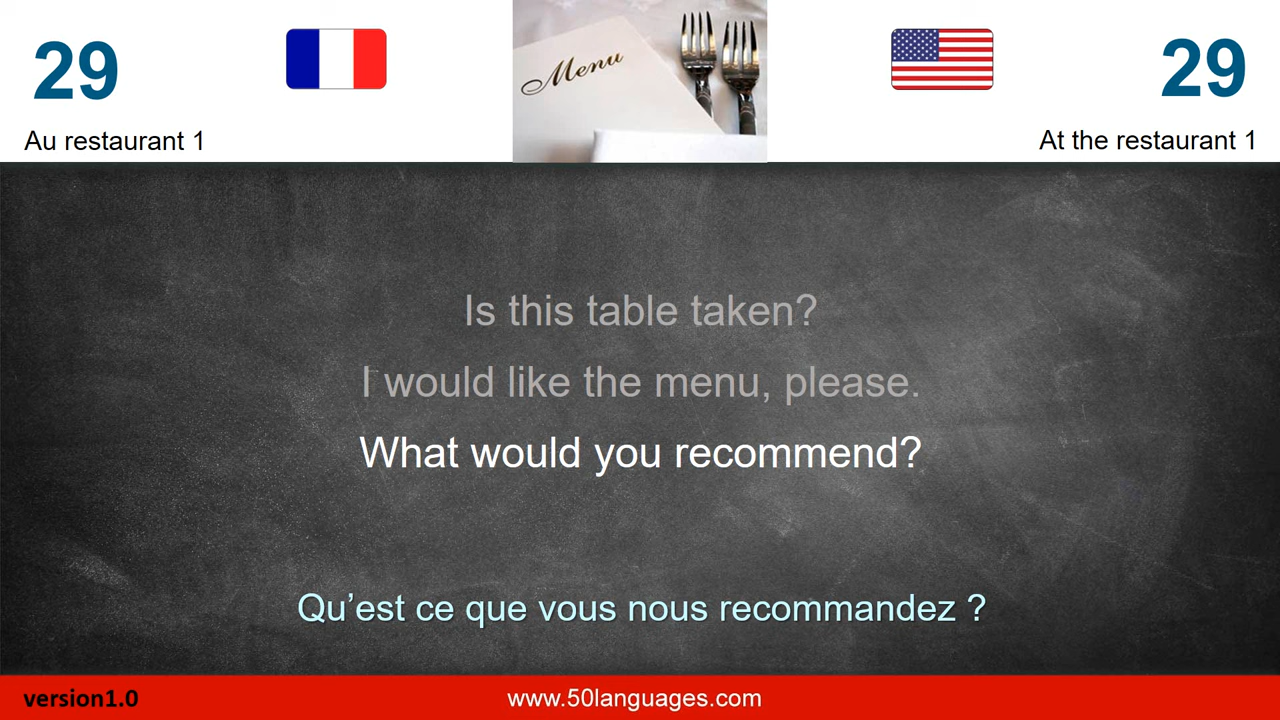 29
29
Menu
Au restaurant 1
At the restaurant 1
Is this table taken?
I would like the menu, please.
What would you recommend?
Qu’est ce que vous nous recommandez ?
version1.0
www.50languages.com